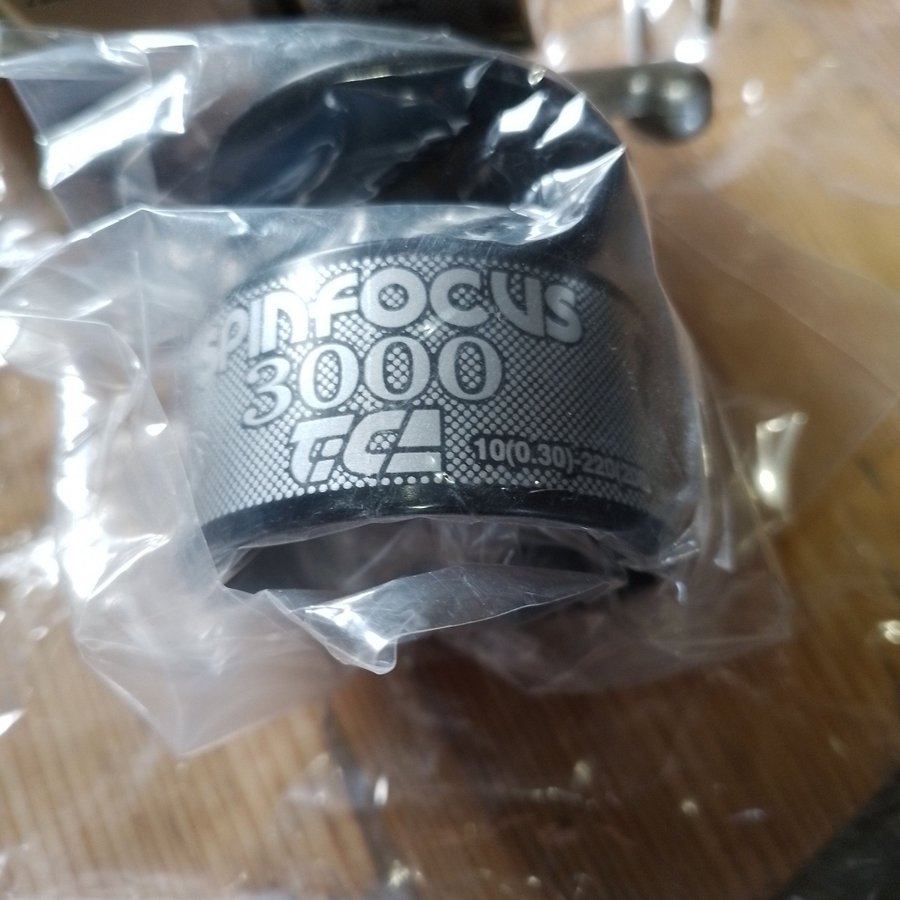 SPINFOCUS
3000
TiCA
10(0.30)-220(